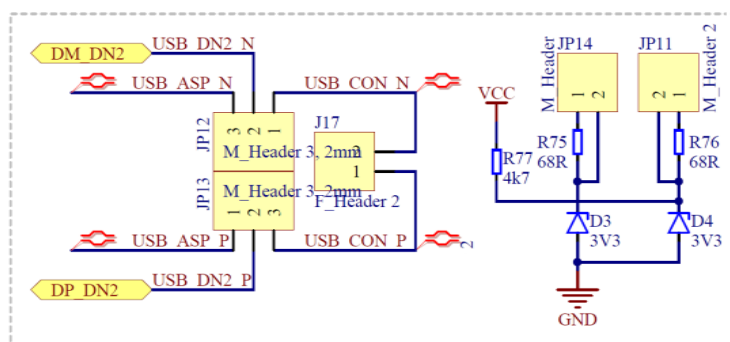 DM_DN2
USB_DN2_N
USB_ASP_N
USB_CON_N
JP12
3 2 1
M_Header 3, 2mm
JP13
M_Header 3, 2mm
1 2 3
J17
2
1
F_Header 2
USB_ASP_P
USB_CON_P
2
DP_DN2
USB_DN2_P
VCC
R77
4k7
JP14
M_Header
1 2
R75
68R
JP11
M_Header 2
2 1
R76
68R
D3
3V3
D4
3V3
GND